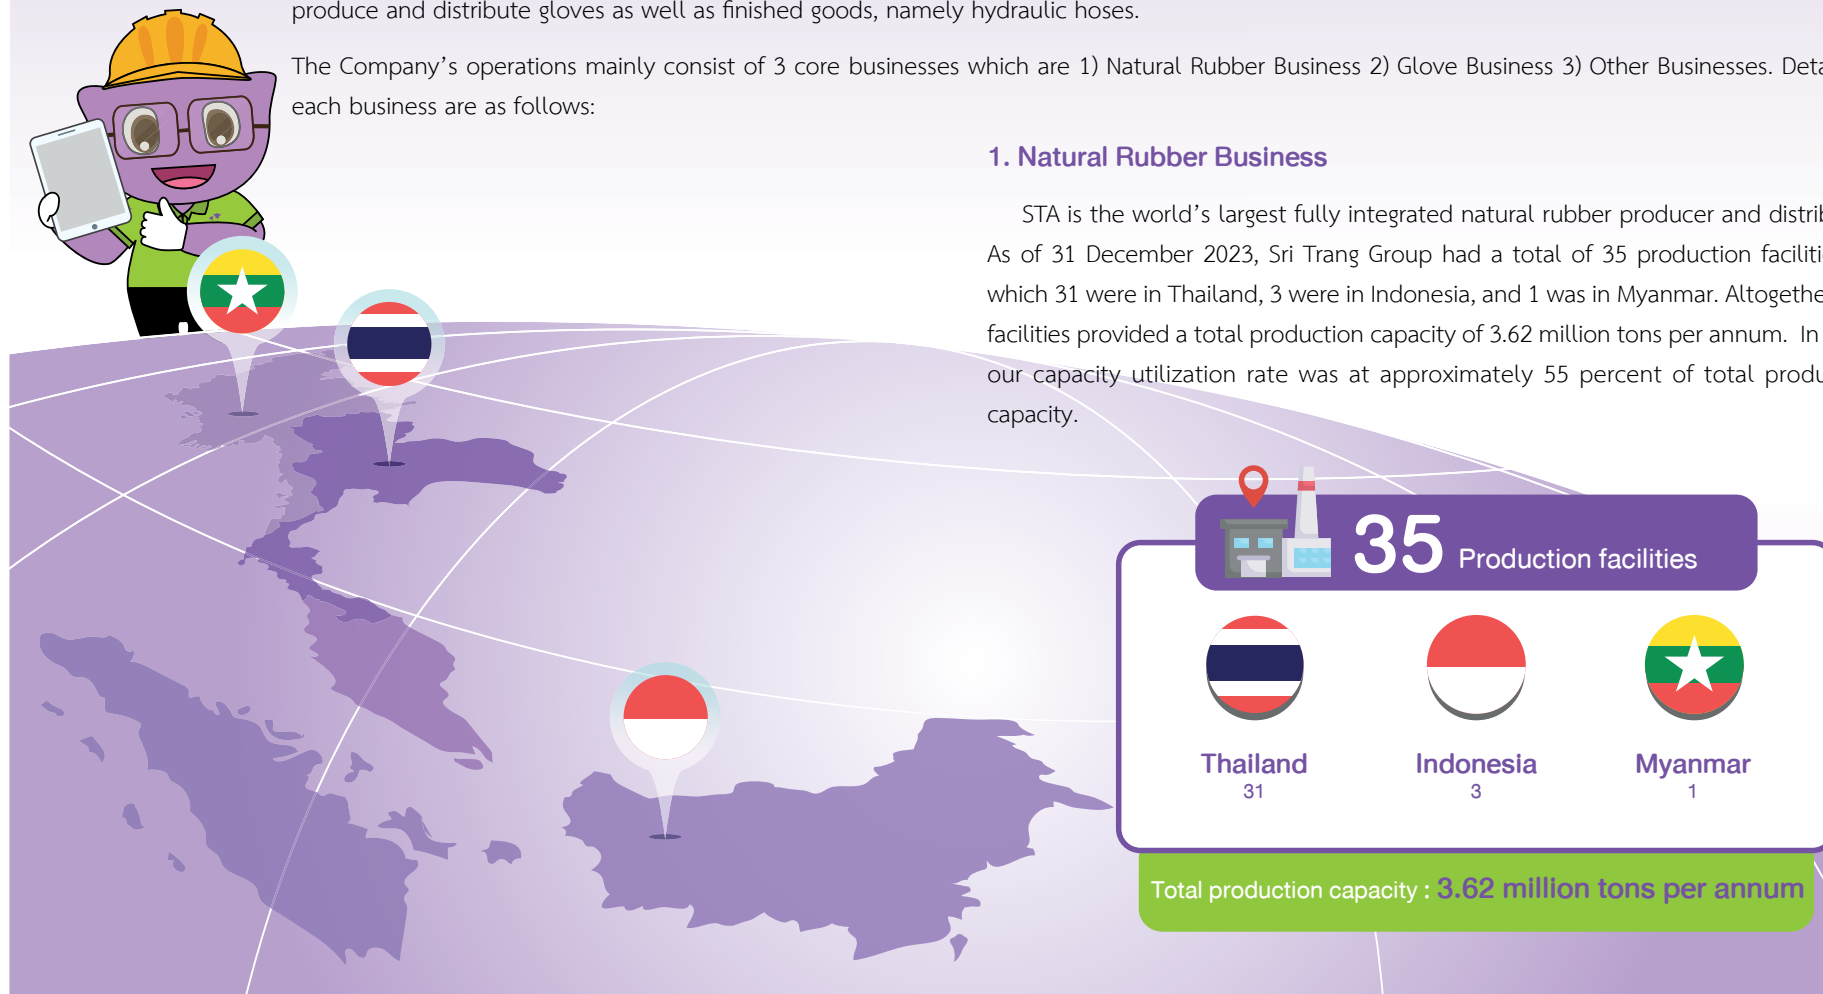 produce and distribute gloves as well as finished goods, namely hydraulic hoses.
The Company's operations mainly consist of 3 core businesses which are 1) Natural Rubber Business 2) Glove Business 3) Other Businesses.
each business are as follows:
1. Natural Rubber Business
STA is the world's largest fully integrated natural rubber producer and
As of 31 December 2023, Sri Trang Group had a total of 35 production
which 31 were in Thailand, 3 were in Indonesia, and 1 was in Myanmar.
facilities provided a total production capacity of 3.62 million tons per annum. In
our capacity utilization rate was at approximately 55 percent of total
capacity.
35 Production facilities
Thailand
31
Indonesia
3
Myanmar
1
Total production capacity : 3.62 million tons per annum